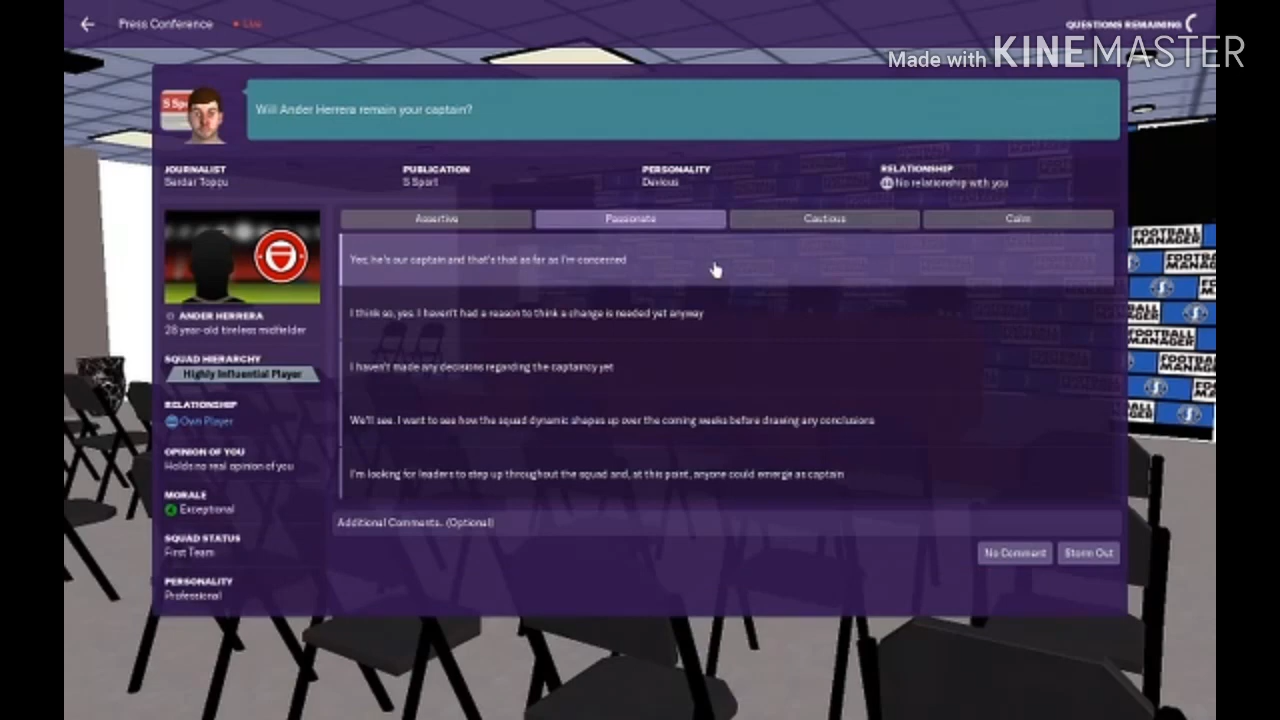 Press Conference
Live
QUESTIONS REMAINING
Made with KINEMASTER
S Sp
Will Ander Herrera remain your captain?
JOURNALIST
Serdar Topçu
PUBLICATION
S Sport
PERSONALITY
Devious
RELATIONSHIP
No relationship with you
Assertive
Passionate
Cautious
Calm
Yes, he's our captain and that's that as far as I'm concerned
I think so, yes. I haven't had a reason to think a change is needed yet anyway
I haven't made any decisions regarding the captaincy yet
We'll see. I want to see how the squad dynamic shapes up over the coming weeks before drawing any conclusions
I'm looking for leaders to step up throughout the squad and, at this point, anyone could emerge as captain
ANDER HERRERA
28 year-old tireless midfielder
SQUAD HIERARCHY
Highly Influential Player
RELATIONSHIP
Own Player
OPINION OF YOU
Holds no real opinion of you
MORALE
Exceptional
SQUAD STATUS
First Team
PERSONALITY
Professional
Additional Comments. (Optional)
No Comment
Storm Out
FOOTBALL
MANAGER